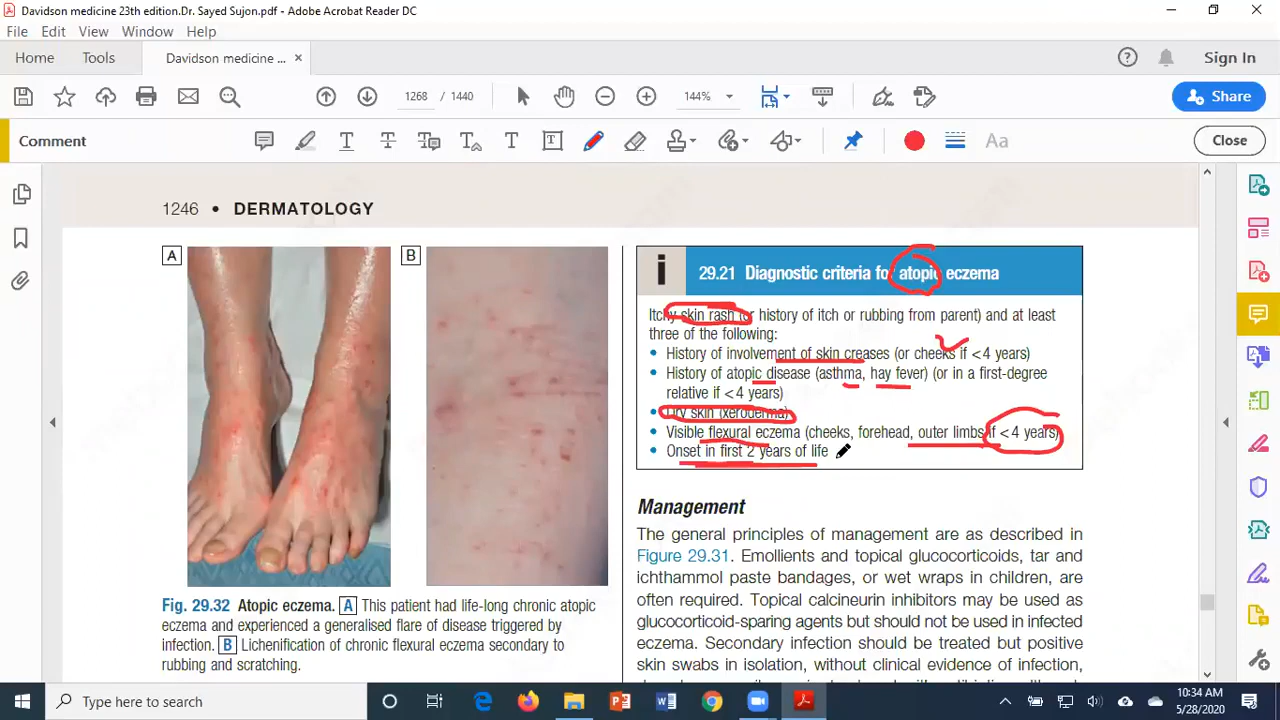 Davidson medicine 23th edition.Dr. Sayed Sujon.pdf - Adobe Acrobat Reader DC
File Edit View Window Help
Home Tools Davidson medicine ... × Sign In
1268 / 1440 144% Share
Comment Close
1246 • DERMATOLOGY
A
B
Fig. 29.32 Atopic eczema. A This patient had life-long chronic atopic
eczema and experienced a generalised flare of disease triggered by
infection. B Lichenification of chronic flexural eczema secondary to
rubbing and scratching.
i 29.21 Diagnostic criteria for atopic eczema
Itchy skin rash (or history of itch or rubbing from parent) and at least
three of the following:
• History of involvement of skin creases (or cheeks if <4 years)
• History of atopic disease (asthma, hay fever) (or in a first-degree
relative if <4 years)
• Dry skin (xeroderma)
• Visible flexural eczema (cheeks, forehead, outer limbs if <4 years)
• Onset in first 2 years of life
Management
The general principles of management are as described in
Figure 29.31. Emollients and topical glucocorticoids, tar and
ichthammol paste bandages, or wet wraps in children, are
often required. Topical calcineurin inhibitors may be used as
glucocorticoid-sparing agents but should not be used in infected
eczema. Secondary infection should be treated but positive
skin swabs in isolation, without clinical evidence of infection,
Type here to search
10:34 AM
5/28/2020